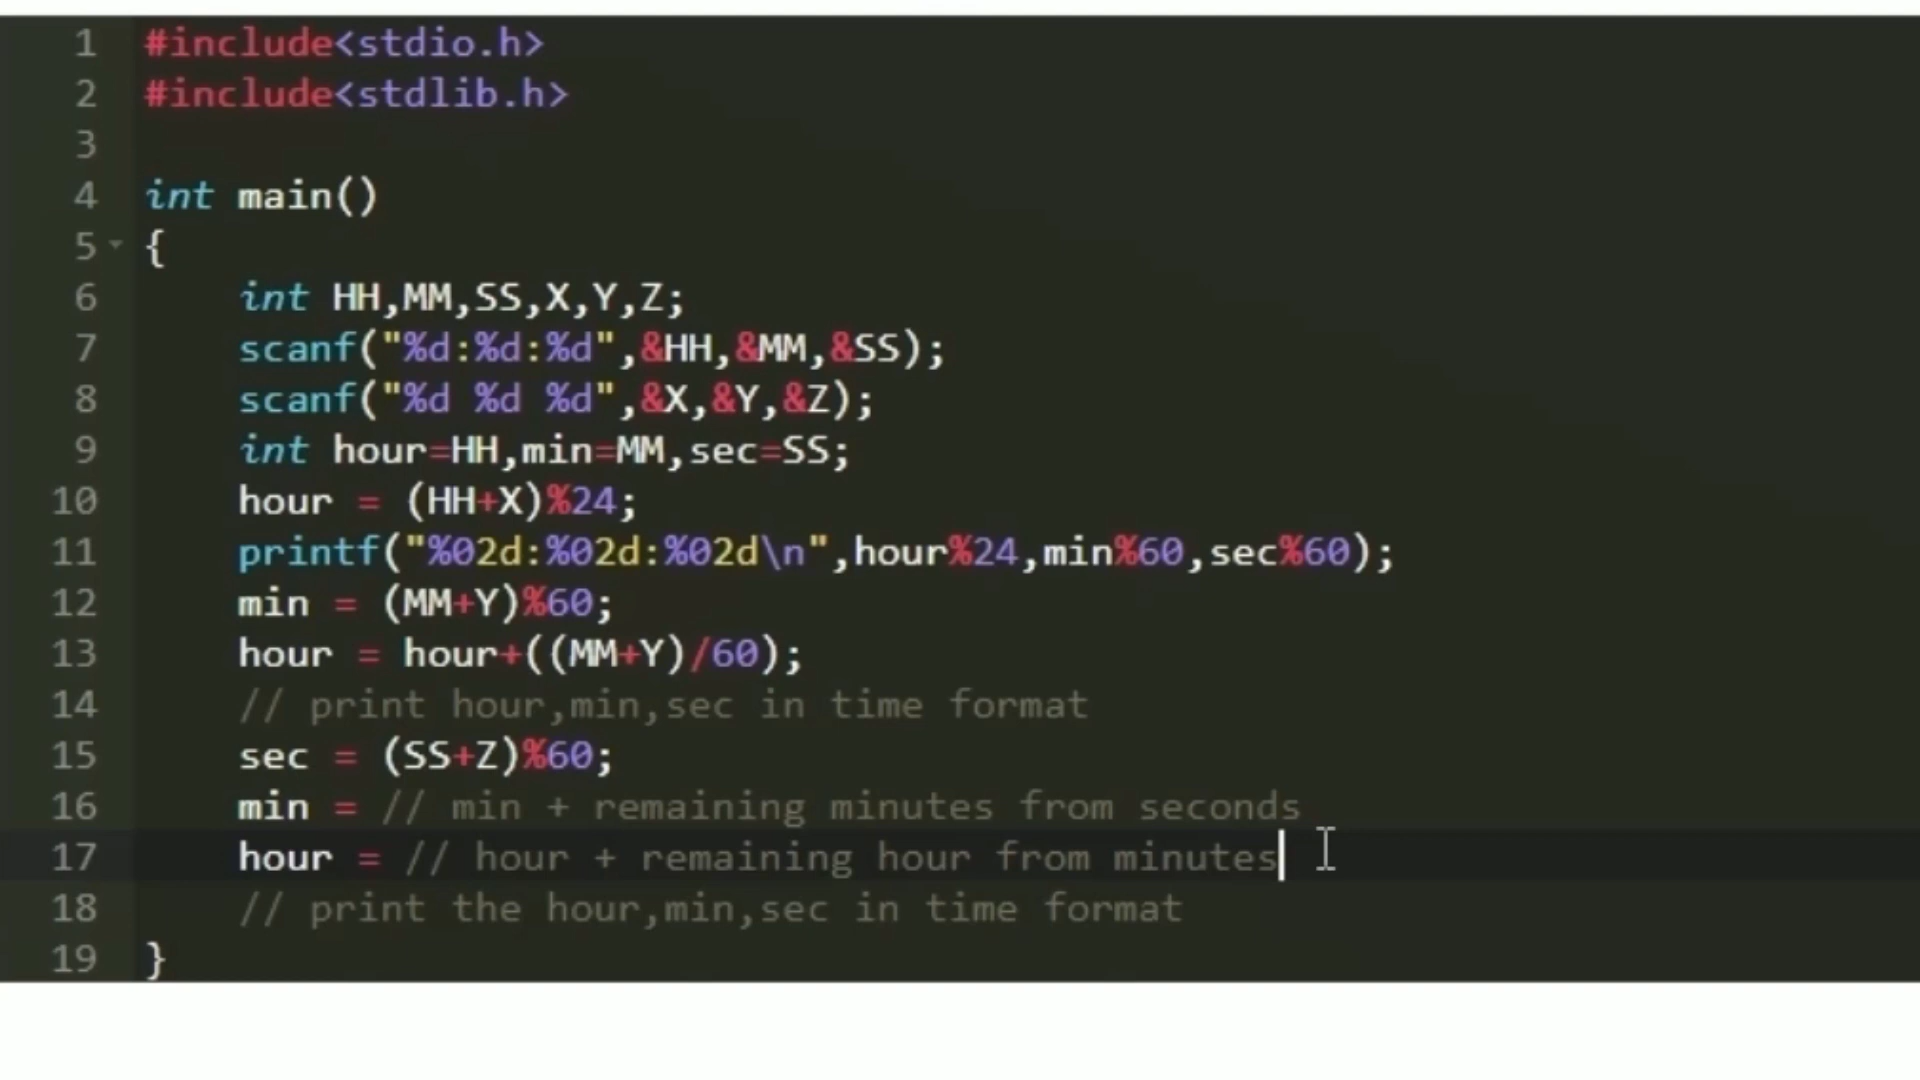 1 #include<stdio.h>
2 #include<stdlib.h>
3
4 int main()
5 {
6 int HH,MM,SS,X,Y,Z;
7 scanf("%d:%d:%d",&HH,&MM,&SS);
8 scanf("%d %d %d",&X,&Y,&Z);
9 int hour=HH,min=MM,sec=SS;
10 hour = (HH+X)%24;
11 printf("%02d:%02d:%02d\n",hour%24,min%60,sec%60);
12 min = (MM+Y)%60;
13 hour = hour+((MM+Y)/60);
14 // print hour,min,sec in time format
15 sec = (SS+Z)%60;
16 min = // min + remaining minutes from seconds
17 hour = // hour + remaining hour from minutes
18 // print the hour,min,sec in time format
19 }